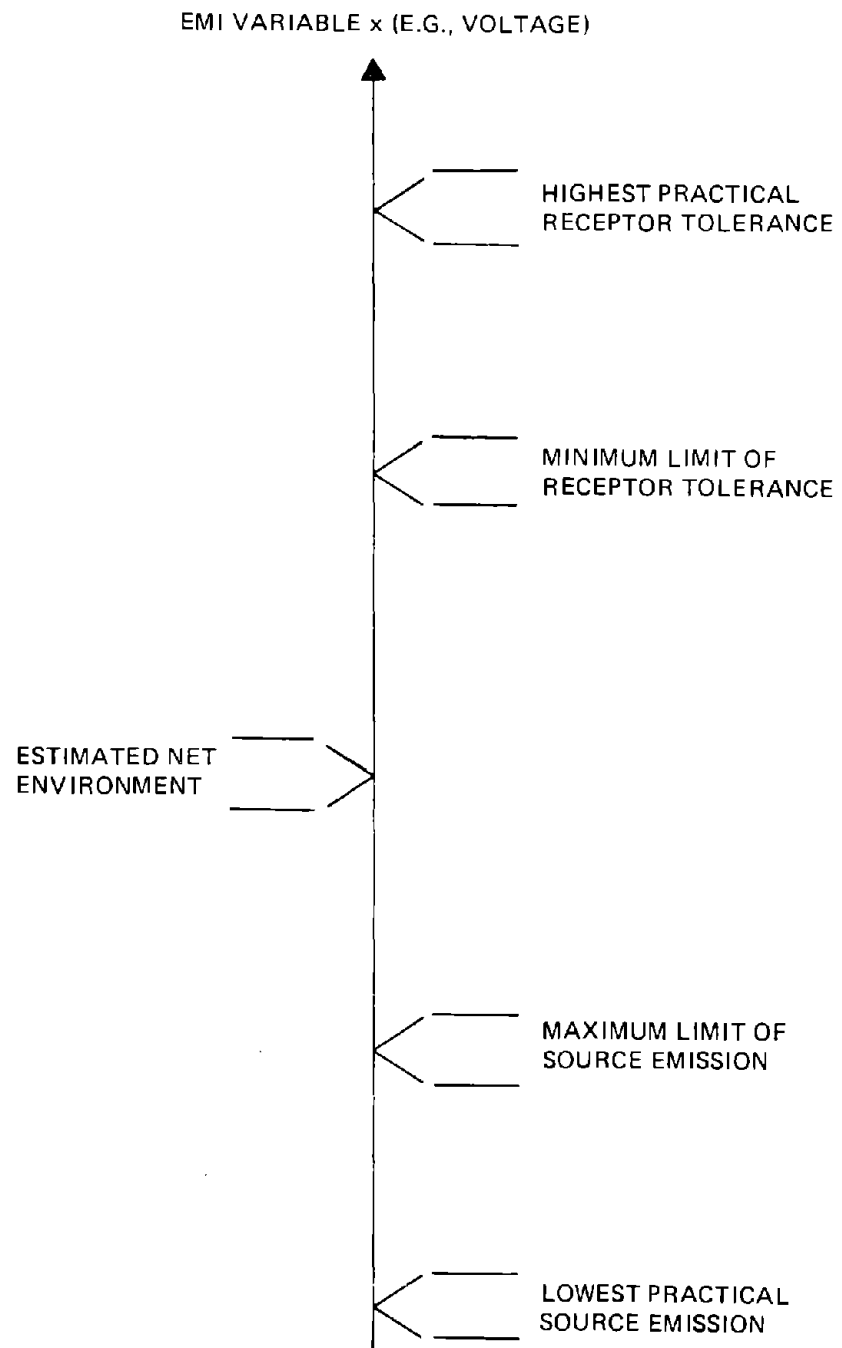 EMI VARIABLE x (E.G., VOLTAGE)
HIGHEST PRACTICAL
RECEPTOR TOLERANCE
MINIMUM LIMIT OF
RECEPTOR TOLERANCE
ESTIMATED NET
ENVIRONMENT
MAXIMUM LIMIT OF
SOURCE EMISSION
LOWEST PRACTICAL
SOURCE EMISSION